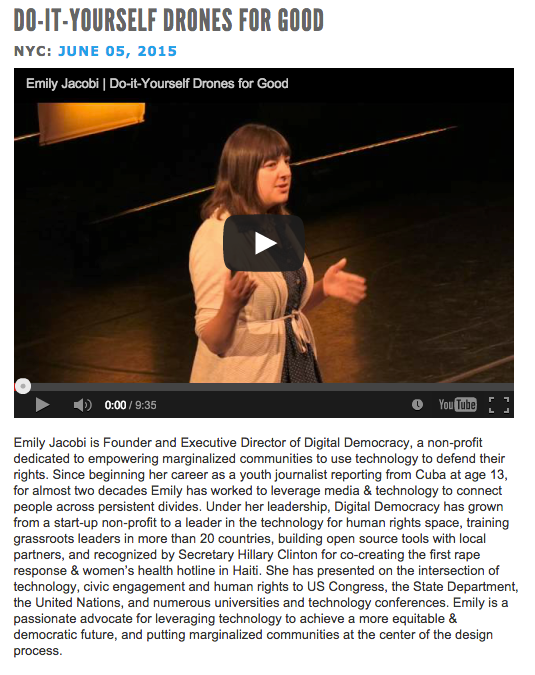 DO-IT-YOURSELF DRONES FOR GOOD
NYC: JUNE 05, 2015
Emily Jacobi | Do-it-Yourself Drones for Good
0:00 / 9:35
YouTube
Emily Jacobi is Founder and Executive Director of Digital Democracy, a non-profit
dedicated to empowering marginalized communities to use technology to defend their
rights. Since beginning her career as a youth journalist reporting from Cuba at age 13,
for almost two decades Emily has worked to leverage media & technology to connect
people across persistent divides. Under her leadership, Digital Democracy has grown
from a start-up non-profit to a leader in the technology for human rights space, training
grassroots leaders in more than 20 countries, building open source tools with local
partners, and recognized by Secretary Hillary Clinton for co-creating the first rape
response & women's health hotline in Haiti. She has presented on the intersection of
technology, civic engagement and human rights to US Congress, the State Department,
the United Nations, and numerous universities and technology conferences. Emily is a
passionate advocate for leveraging technology to achieve a more equitable &
democratic future, and putting marginalized communities at the center of the design
process.